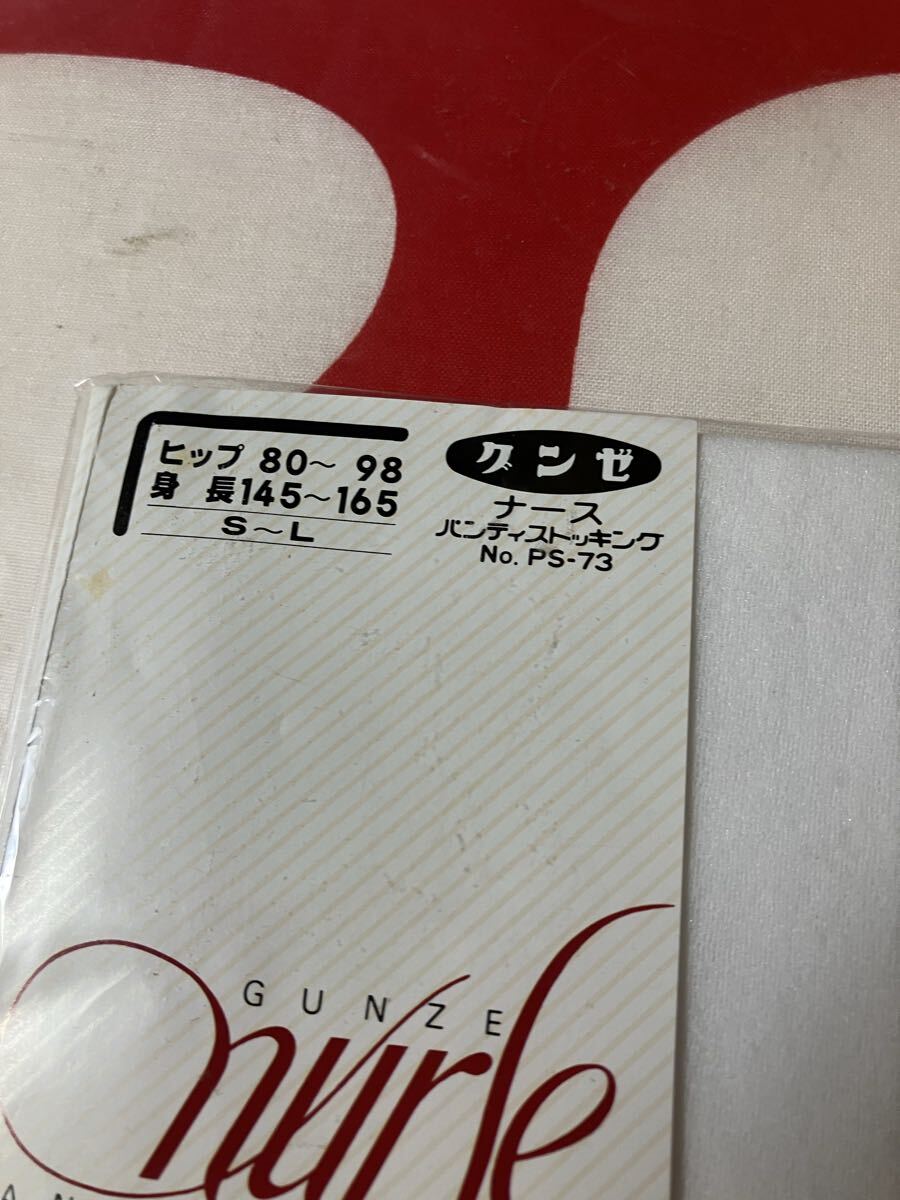 ヒップ 80～98
身長145～165
S～L
グンゼ
ナース
パンティストッキング
No. PS-73
GUNZE
nurse